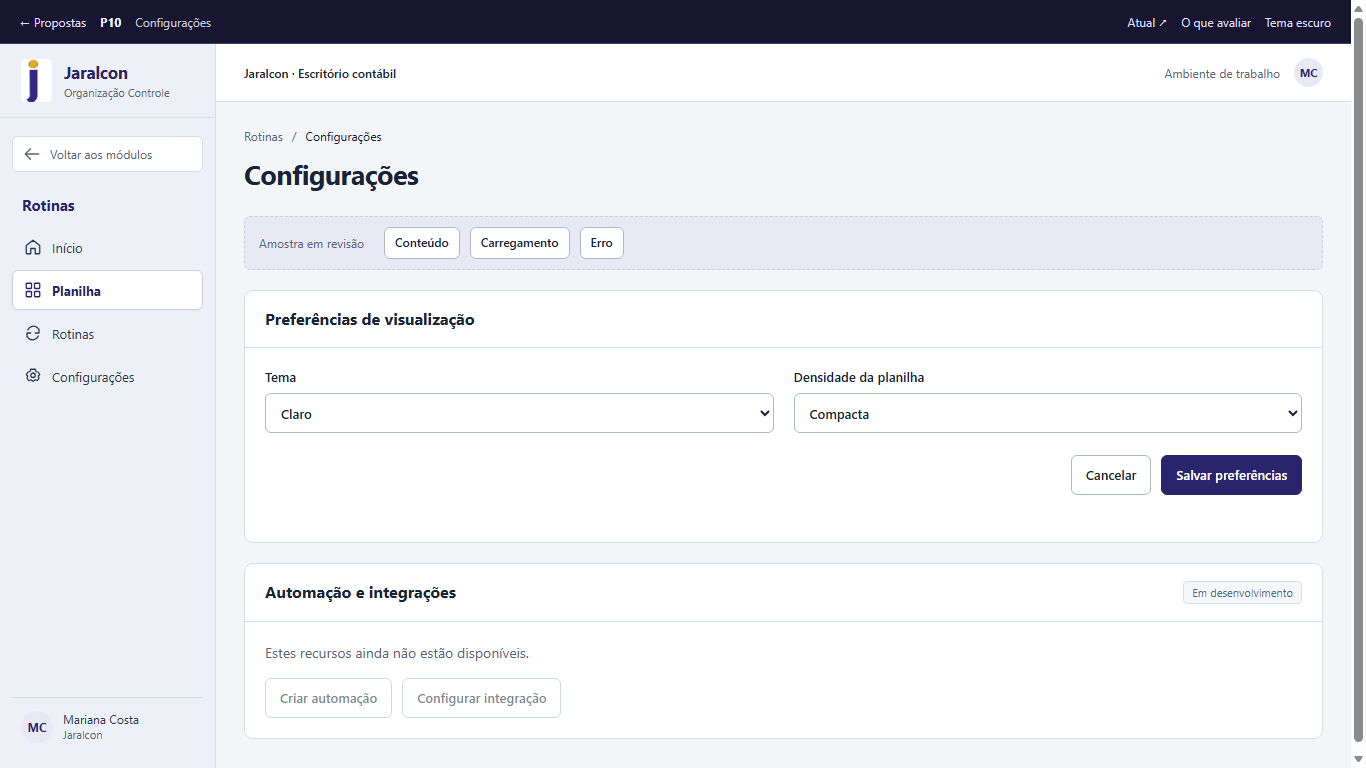 ← Propostas P10 Configurações Atual ↗ O que avaliar Tema escuro
Jaralcon
Organização Controle
Jaralcon · Escritório contábil
Ambiente de trabalho MC
Voltar aos módulos
Rotinas
Início
Planilha
Rotinas
Configurações
MC
Mariana Costa
Jaralcon
Rotinas / Configurações
Configurações
Amostra em revisão Conteúdo Carregamento Erro
Preferências de visualização
Tema
Claro
Densidade da planilha
Compacta
Cancelar Salvar preferências
Automação e integrações Em desenvolvimento
Estes recursos ainda não estão disponíveis.
Criar automação Configurar integração